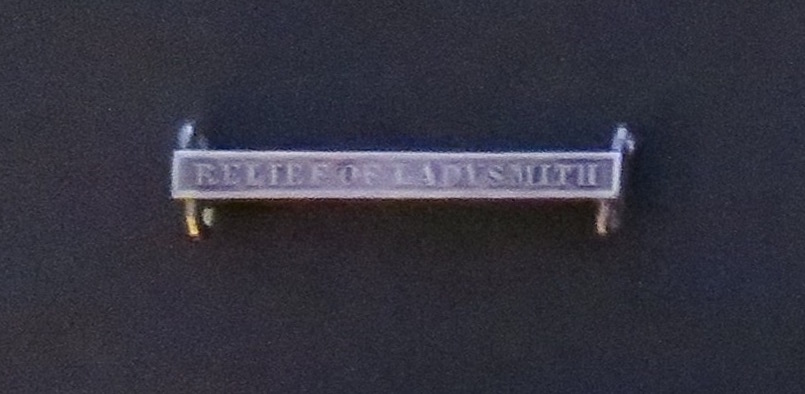 RELIEF OF LADYSMITH